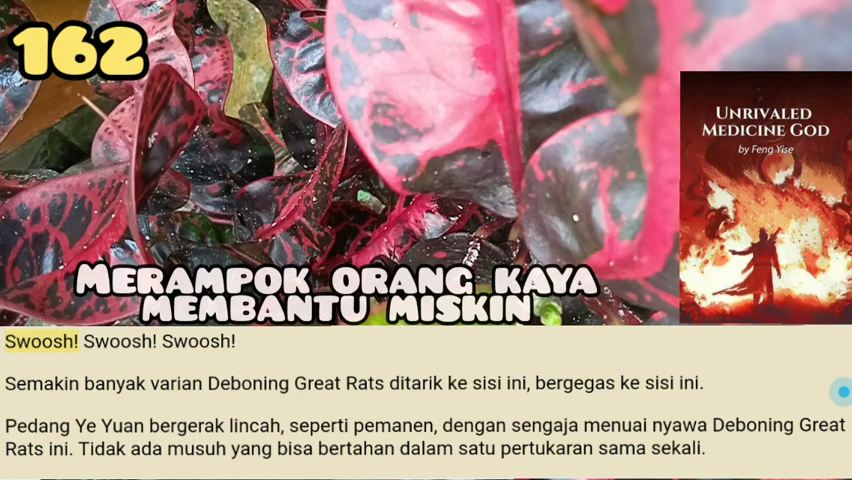 162
UNRIVALED
MEDICINE GOD
by Feng Yise
MERAMPOK ORANG KAYA
MEMBANTU MISKIN
Swoosh! Swoosh! Swoosh!
Semakin banyak varian Deboning Great Rats ditarik ke sisi ini, bergegas ke sisi ini.
Pedang Ye Yuan bergerak lincah, seperti pemanen, dengan sengaja menuai nyawa Deboning Great
Rats ini. Tidak ada musuh yang bisa bertahan dalam satu pertukaran sama sekali.